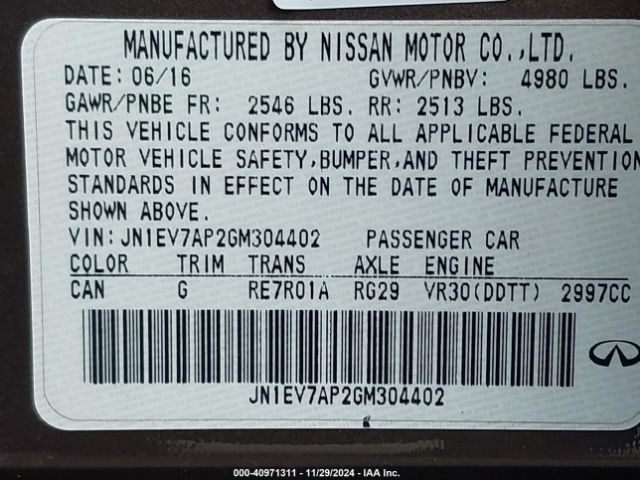 MANUFACTURED BY NISSAN MOTOR CO.,LTD.
DATE: 06/16 GVWR/PNBV: 4980 LBS.
GAWR/PNBE FR: 2546 LBS. RR: 2513 LBS.
THIS VEHICLE CONFORMS TO ALL APPLICABLE FEDERAL
MOTOR VEHICLE SAFETY,BUMPER,AND THEFT PREVENTION
STANDARDS IN EFFECT ON THE DATE OF MANUFACTURE
SHOWN ABOVE.
VIN: JN1EV7AP2GM304402 PASSENGER CAR
COLOR TRIM TRANS AXLE ENGINE
CAN G RE7R01A RG29 VR30(DDTT) 2997CC
JN1EV7AP2GM304402
000-40971311 - 11/29/2024 - IAA Inc.